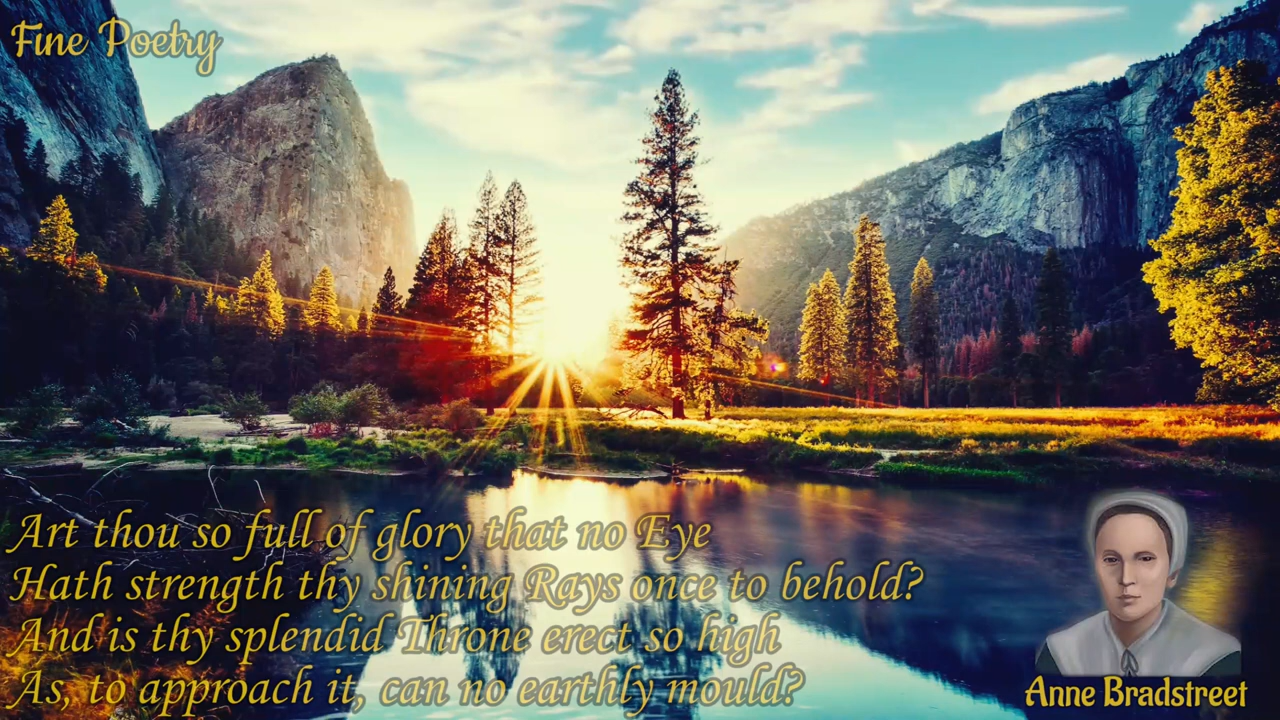 Fine Poetry
Art thou so full of glory that no Eye
Hath strength thy shining Rays once to behold?
And is thy splendid Throne erect so high
As, to approach it, can no earthly mould?
Anne Bradstreet